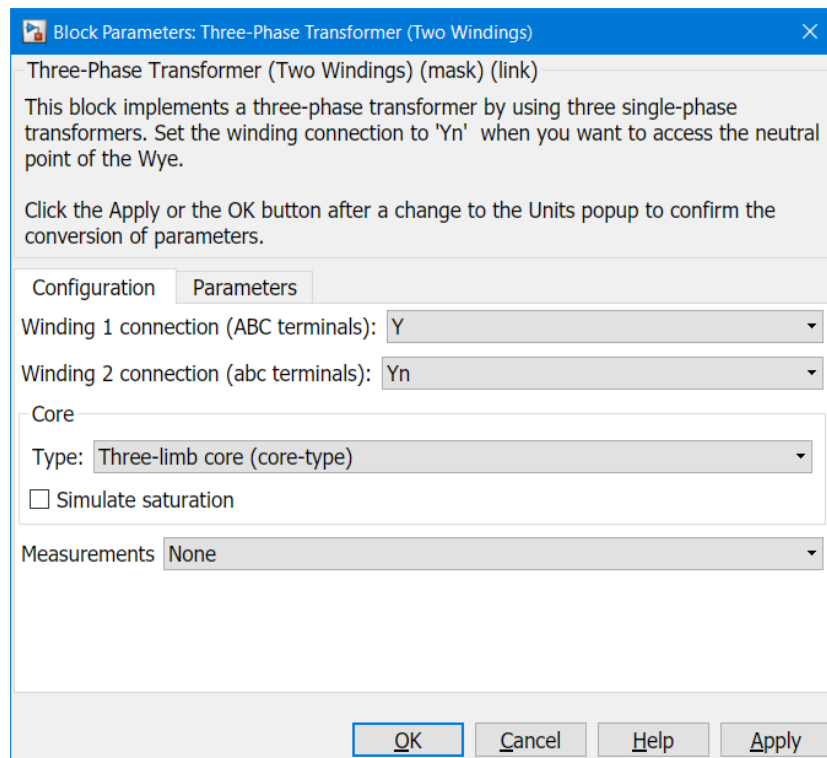 Block Parameters: Three-Phase Transformer (Two Windings)
Three-Phase Transformer (Two Windings) (mask) (link)
This block implements a three-phase transformer by using three single-phase
transformers. Set the winding connection to 'Yn' when you want to access the neutral
point of the Wye.
Click the Apply or the OK button after a change to the Units popup to confirm the
conversion of parameters.
Configuration Parameters
Winding 1 connection (ABC terminals): Y
Winding 2 connection (abc terminals): Yn
Core
Type: Three-limb core (core-type)
Simulate saturation
Measurements None
OK Cancel Help Apply